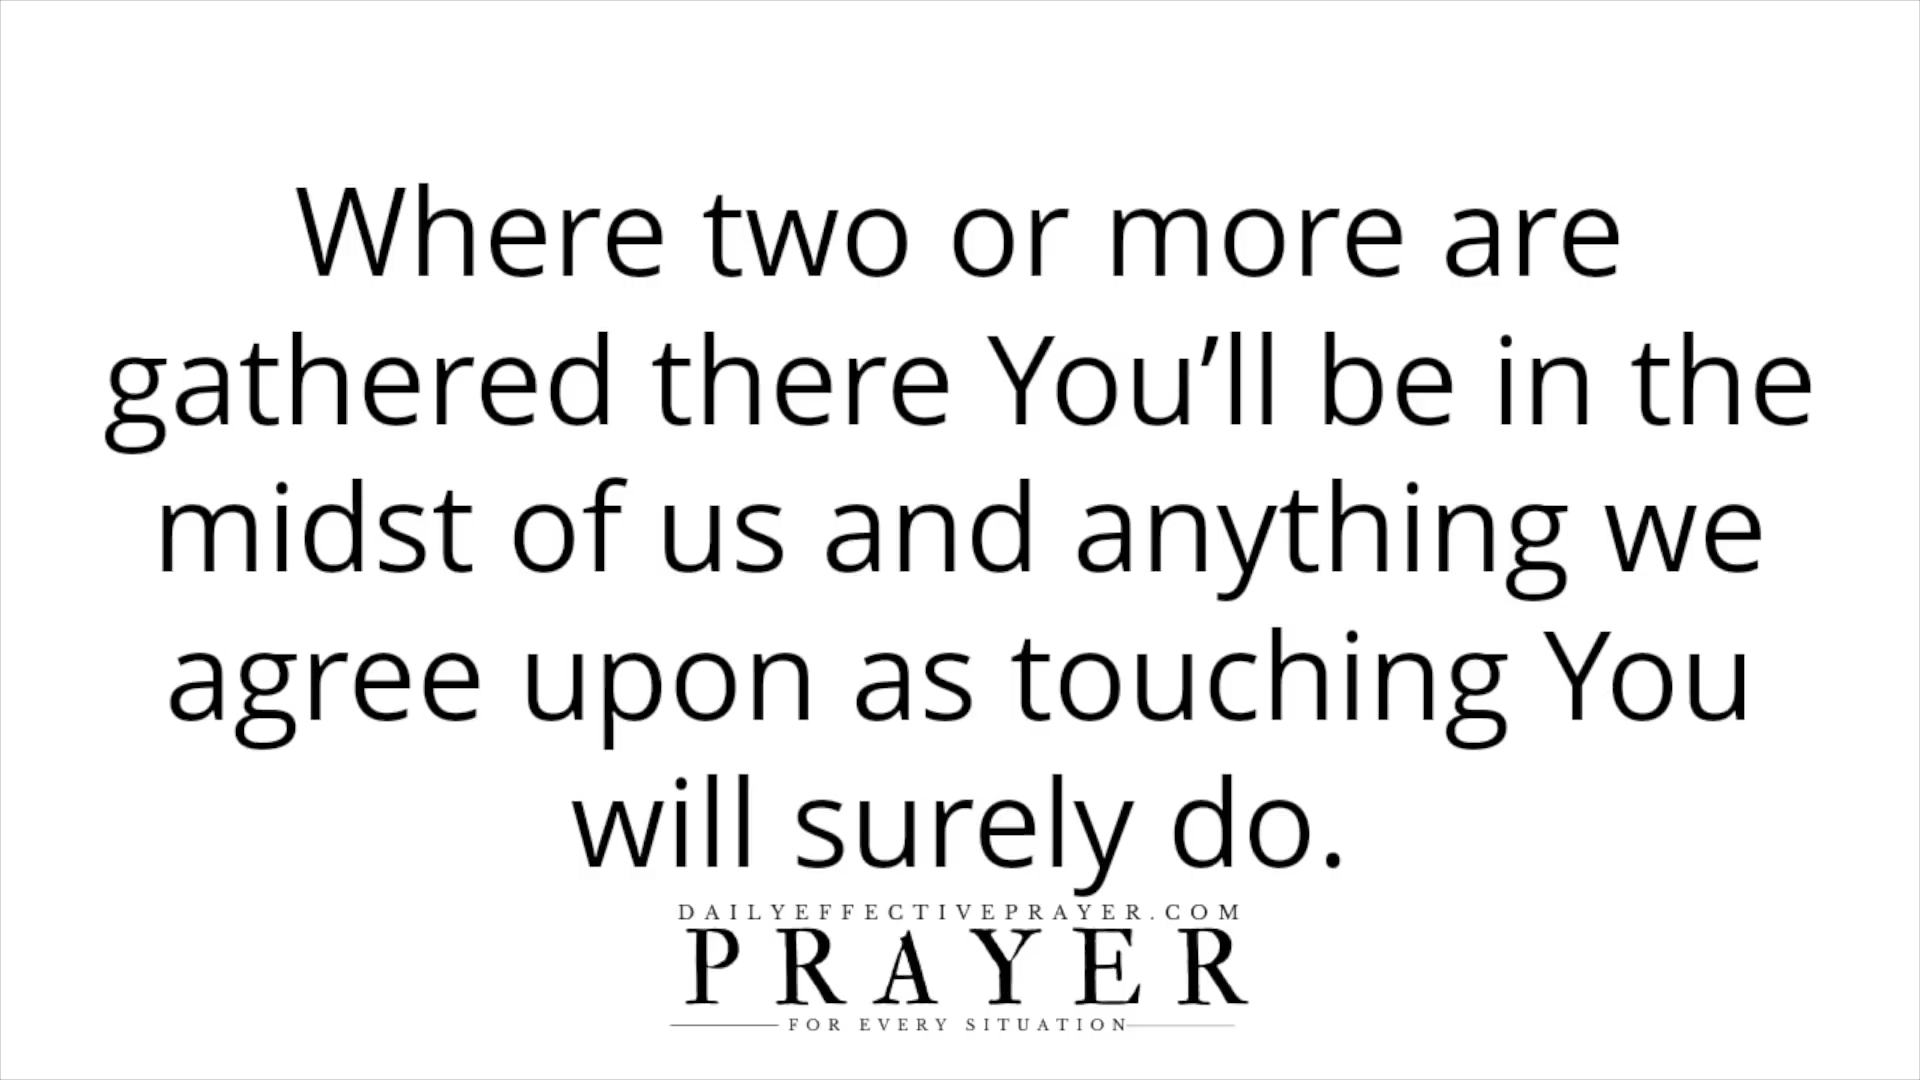 Where two or more are
gathered there You’ll be in the
midst of us and anything we
agree upon as touching You
will surely do.
DAILYEFFECTIVEPRAYER.COM
PRAYER
FOR EVERY SITUATION